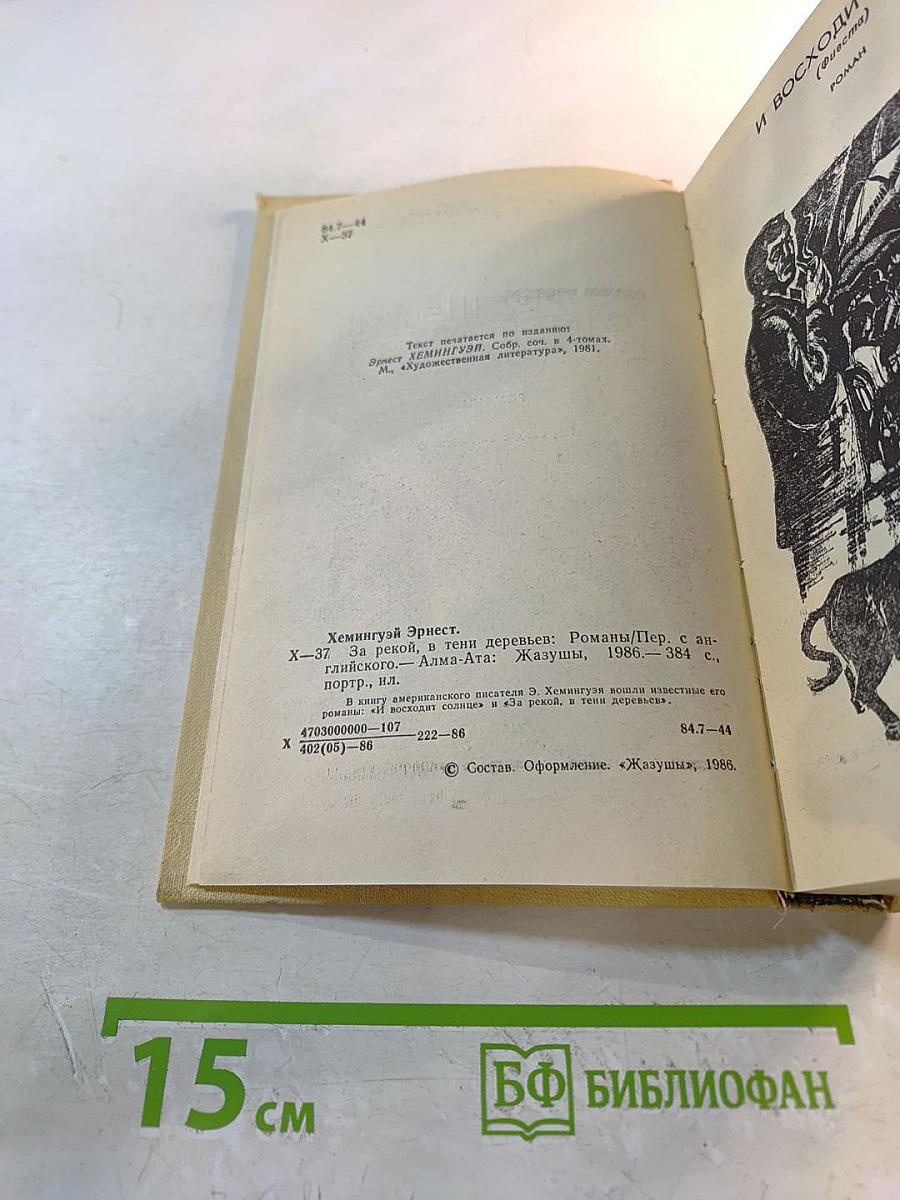 84.7—44
Х—37
Текст печатается по изданию:
Эрнест ХЕМИНГУЭЙ. Собр. соч. в 4-томах.
М., «Художественная литература», 1981.
Хемингуэй Эрнест.
Х—37 За рекой, в тени деревьев: Романы/Пер. с ан-
глийского.— Алма-Ата: Жазушы, 1986.— 384 с.,
портр., ил.
В книгу американского писателя Э. Хемингуэя вошли известные его
романы: «И восходит солнце» и «За рекой, в тени деревьев».
Х 4703000000—107
402(05)—86
—222—86
84.7—44
© Состав. Оформление. «Жазушы», 1986.
И ВОСХОДИ
(Фиеста)
РОМАН
15 см
БФ БИБЛИОФАН